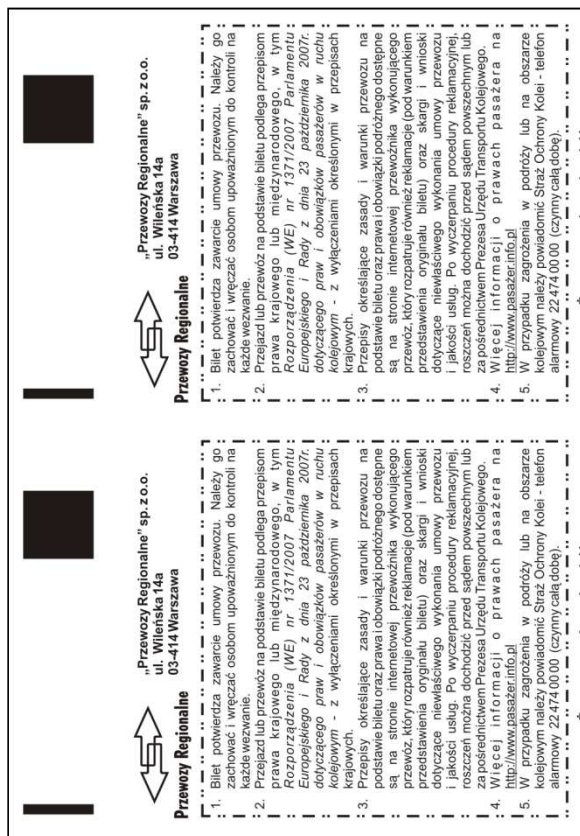 „Przewozy Regionalne” sp. z o.o.
ul. Wileńska 14a
03-414 Warszawa
Przewozy Regionalne
1. Bilet potwierdza zawarcie umowy przewozu. Należy go
zachować i wręczać osobom upoważnionym do kontroli na
każde wezwanie.
2. Przejazd lub przewóz na podstawie biletu podlega przepisom
prawa krajowego lub międzynarodowego, w tym
Rozporządzenia (WE) nr 1371/2007 Parlamentu
Europejskiego i Rady z dnia 23 października 2007r.
dotyczącego praw i obowiązków pasażerów w ruchu
kolejowym - z wyłączeniami określonymi w przepisach
krajowych.
3. Przepisy określające zasady i warunki przewozu na
podstawie biletu oraz prawa i obowiązki podróżnego dostępne
są na stronie internetowej przewoźnika wykonującego
przewóz, który rozpatruje również reklamacje (pod warunkiem
przedstawienia oryginału biletu) oraz skargi i wnioski
dotyczące niewłaściwego wykonania umowy przewozu
i jakości usług. Po wyczerpaniu procedury reklamacyjnej,
roszczeń można dochodzić przed sądem powszechnym lub
za pośrednictwem Prezesa Urzędu Transportu Kolejowego.
4. Więcej informacji o prawach pasażera na
http://www.pasażer.info.pl
5. W przypadku zagrożenia w podróży lub na obszarze
kolejowym należy powiadomić Straż Ochrony Kolei - telefon
alarmowy 22 474 00 00 (czynny całą dobę).
„Przewozy Regionalne” sp. z o.o.
ul. Wileńska 14a
03-414 Warszawa
Przewozy Regionalne
1. Bilet potwierdza zawarcie umowy przewozu. Należy go
zachować i wręczać osobom upoważnionym do kontroli na
każde wezwanie.
2. Przejazd lub przewóz na podstawie biletu podlega przepisom
prawa krajowego lub międzynarodowego, w tym
Rozporządzenia (WE) nr 1371/2007 Parlamentu
Europejskiego i Rady z dnia 23 października 2007r.
dotyczącego praw i obowiązków pasażerów w ruchu
kolejowym - z wyłączeniami określonymi w przepisach
krajowych.
3. Przepisy określające zasady i warunki przewozu na
podstawie biletu oraz prawa i obowiązki podróżnego dostępne
są na stronie internetowej przewoźnika wykonującego
przewóz, który rozpatruje również reklamacje (pod warunkiem
przedstawienia oryginału biletu) oraz skargi i wnioski
dotyczące niewłaściwego wykonania umowy przewozu
i jakości usług. Po wyczerpaniu procedury reklamacyjnej,
roszczeń można dochodzić przed sądem powszechnym lub
za pośrednictwem Prezesa Urzędu Transportu Kolejowego.
4. Więcej informacji o prawach pasażera na
http://www.pasażer.info.pl
5. W przypadku zagrożenia w podróży lub na obszarze
kolejowym należy powiadomić Straż Ochrony Kolei - telefon
alarmowy 22 474 00 00 (czynny całą dobę).